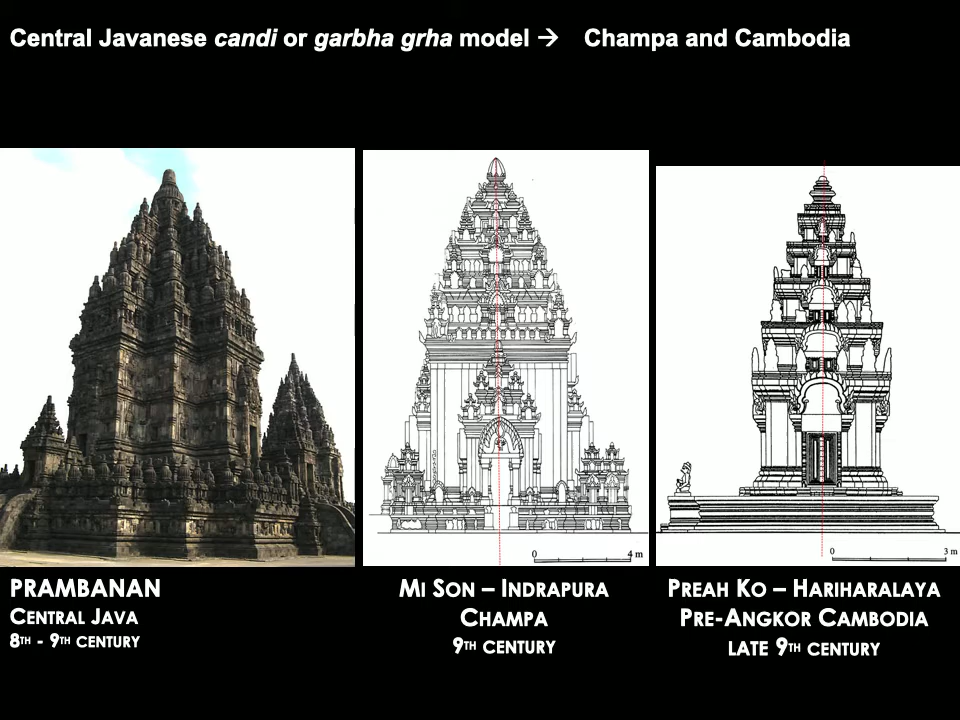 Central Javanese candi or garbha grha model → Champa and Cambodia
0 4 m
0 3 m
PRAMBANAN
CENTRAL JAVA
8TH - 9TH CENTURY
MI SON – INDRAPURA
CHAMPA
9TH CENTURY
PREAH KO – HARIHARALAYA
PRE-ANGKOR CAMBODIA
LATE 9TH CENTURY